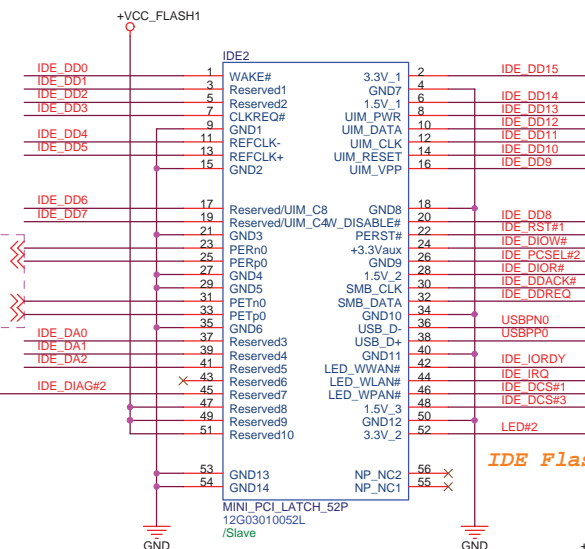 +VCC_FLASH1
IDE2
IDE_DD0 1 WAKE# 3.3V_1 2 IDE_DD15
IDE_DD1 3 Reserved1 GND7 4
IDE_DD2 5 Reserved2 1.5V_1 6 IDE_DD14
IDE_DD3 7 CLKREQ# UIM_PWR 8 IDE_DD13
9 GND1 UIM_DATA 10 IDE_DD12
IDE_DD4 11 REFCLK- UIM_CLK 12 IDE_DD11
IDE_DD5 13 REFCLK+ UIM_RESET 14 IDE_DD10
15 GND2 UIM_VPP 16 IDE_DD9
IDE_DD6 17 Reserved/UIM_C8 GND8 18
IDE_DD7 19 Reserved/UIM_C4 W_DISABLE# 20 IDE_DD8
21 GND3 PERST# 22 IDE_RST#1
23 PERn0 +3.3Vaux 24 IDE_DIOW#
25 PERp0 GND9 26 IDE_PCSEL#2
27 GND4 1.5V_2 28 IDE_DIOR#
29 GND5 SMB_CLK 30 IDE_DDACK#
31 PETn0 SMB_DATA 32 IDE_DDREQ
33 PETp0 GND10 34
35 GND6 USB_D- 36 USBPN0
IDE_DA0 37 Reserved3 USB_D+ 38 USBPP0
IDE_DA1 39 Reserved4 GND11 40
IDE_DA2 41 Reserved5 LED_WWAN# 42 IDE_IORDY
43 Reserved6 LED_WLAN# 44 IDE_IRQ
IDE_DIAG#2 45 Reserved7 LED_WPAN# 46 IDE_DCS#1
47 Reserved8 1.5V_3 48 IDE_DCS#3
49 Reserved9 GND12 50
51 Reserved10 3.3V_2 52 LED#2
IDE Flas
53 GND13 NP_NC2 56
54 GND14 NP_NC1 55
MINI_PCI_LATCH_52P
12G03010052L
/Slave
GND GND +